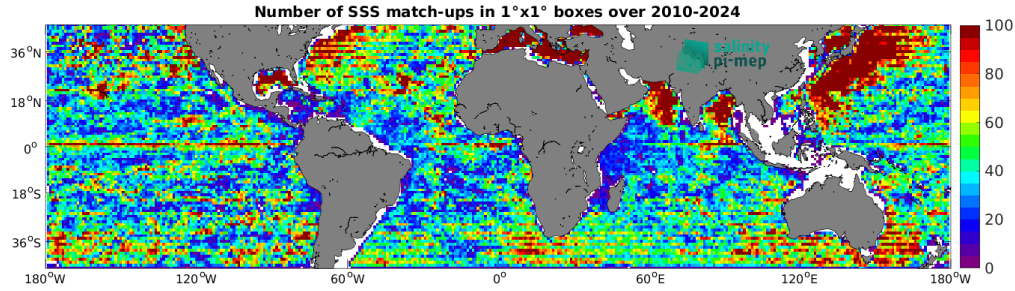 Number of SSS match-ups in 1°x1° boxes over 2010-2024
salinity
pi-mep
36°N
18°N
0°
18°S
36°S
180°W
120°W
60°W
0°
60°E
120°E
180°W
100
80
60
40
20
0